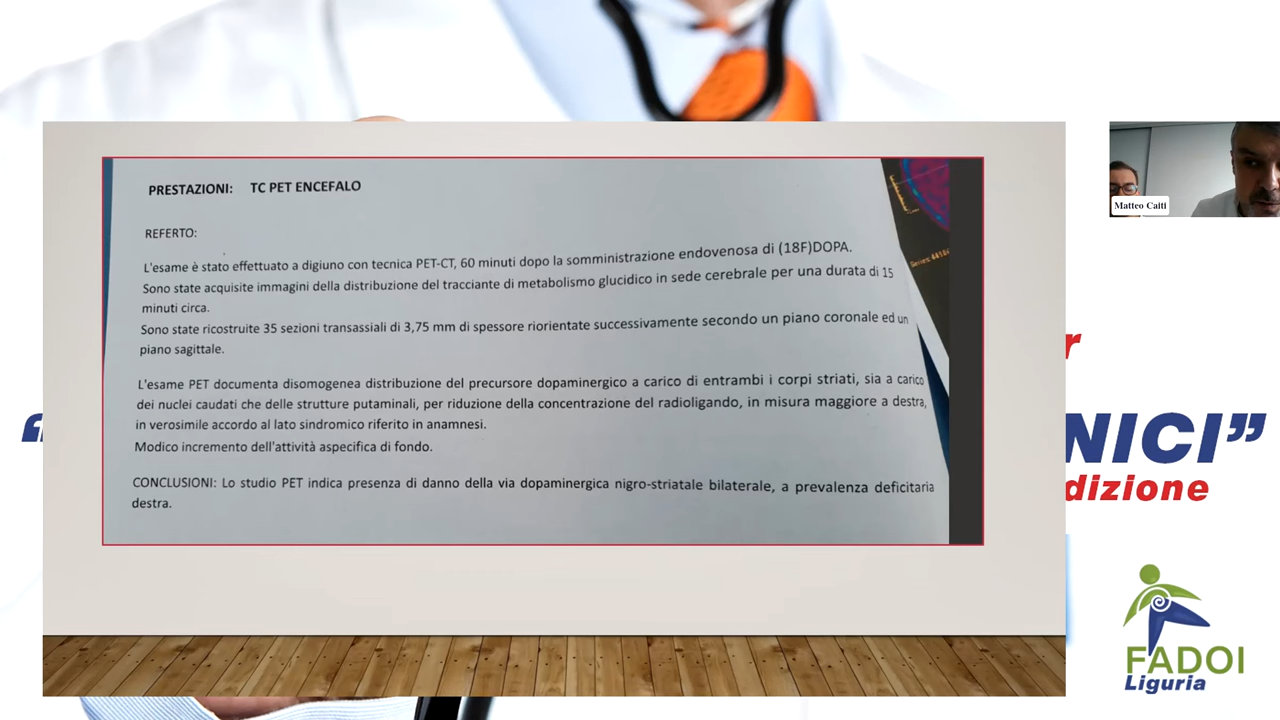 PRESTAZIONI: TC PET ENCEFALO
REFERTO:
L'esame è stato effettuato a digiuno con tecnica PET-CT, 60 minuti dopo la somministrazione endovenosa di (18F)DOPA.
Sono state acquisite immagini della distribuzione del tracciante di metabolismo glucidico in sede cerebrale per una durata di 15
minuti circa.
Sono state ricostruite 35 sezioni transassiali di 3,75 mm di spessore riorientate successivamente secondo un piano coronale ed un
piano sagittale.
L'esame PET documenta disomogenea distribuzione del precursore dopaminergico a carico di entrambi i corpi striati, sia a carico
dei nuclei caudati che delle strutture putaminali, per riduzione della concentrazione del radioligando, in misura maggiore a destra,
in verosimile accordo al lato sindromico riferito in anamnesi.
Modico incremento dell'attività aspecifica di fondo.
CONCLUSIONI: Lo studio PET indica presenza di danno della via dopaminergica nigro-striatale bilaterale, a prevalenza deficitaria
destra.
Matteo Caiti
r
“ NICI”
dizione
FADOI
Liguria